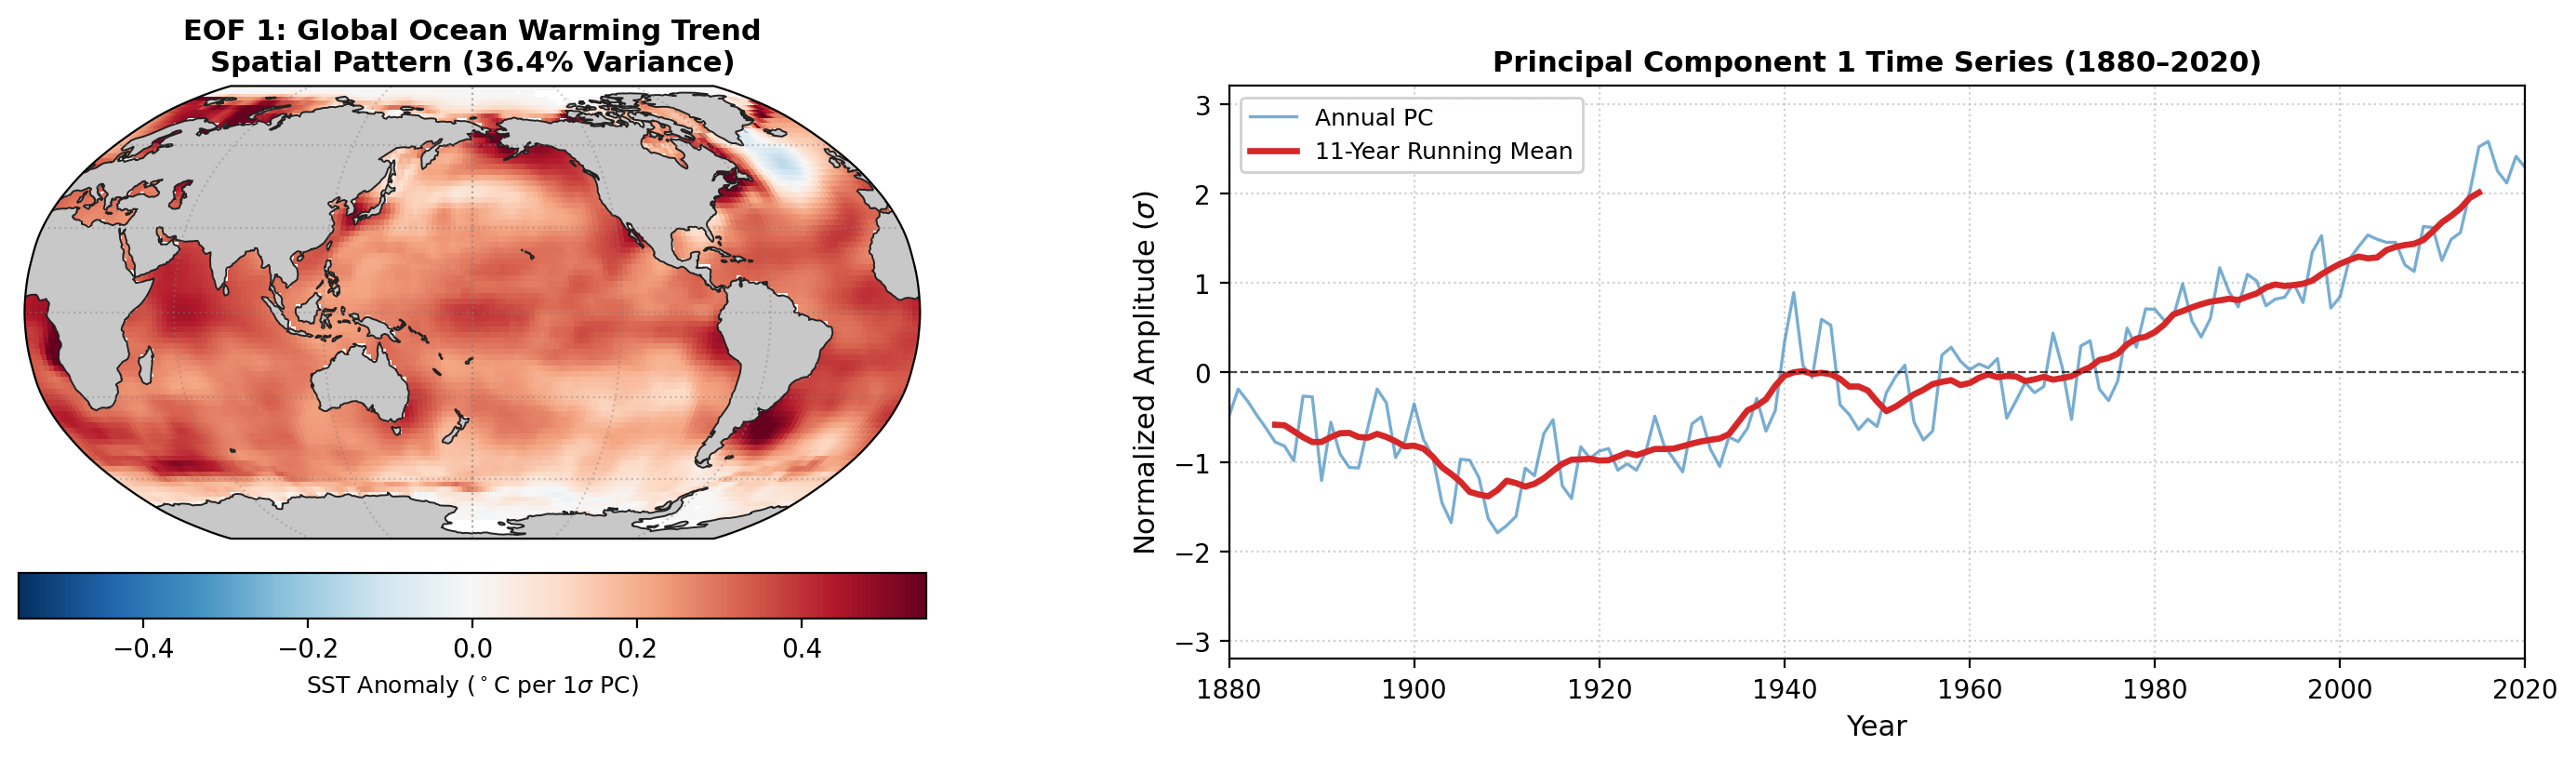 EOF 1: Global Ocean Warming Trend
Spatial Pattern (36.4% Variance)
−0.4
−0.2
0.0
0.2
0.4
SST Anomaly (°C per 1σ PC)
Principal Component 1 Time Series (1880–2020)
Annual PC
11-Year Running Mean
Normalized Amplitude (σ)
3
2
1
0
−1
−2
−3
1880
1900
1920
1940
1960
1980
2000
2020
Year